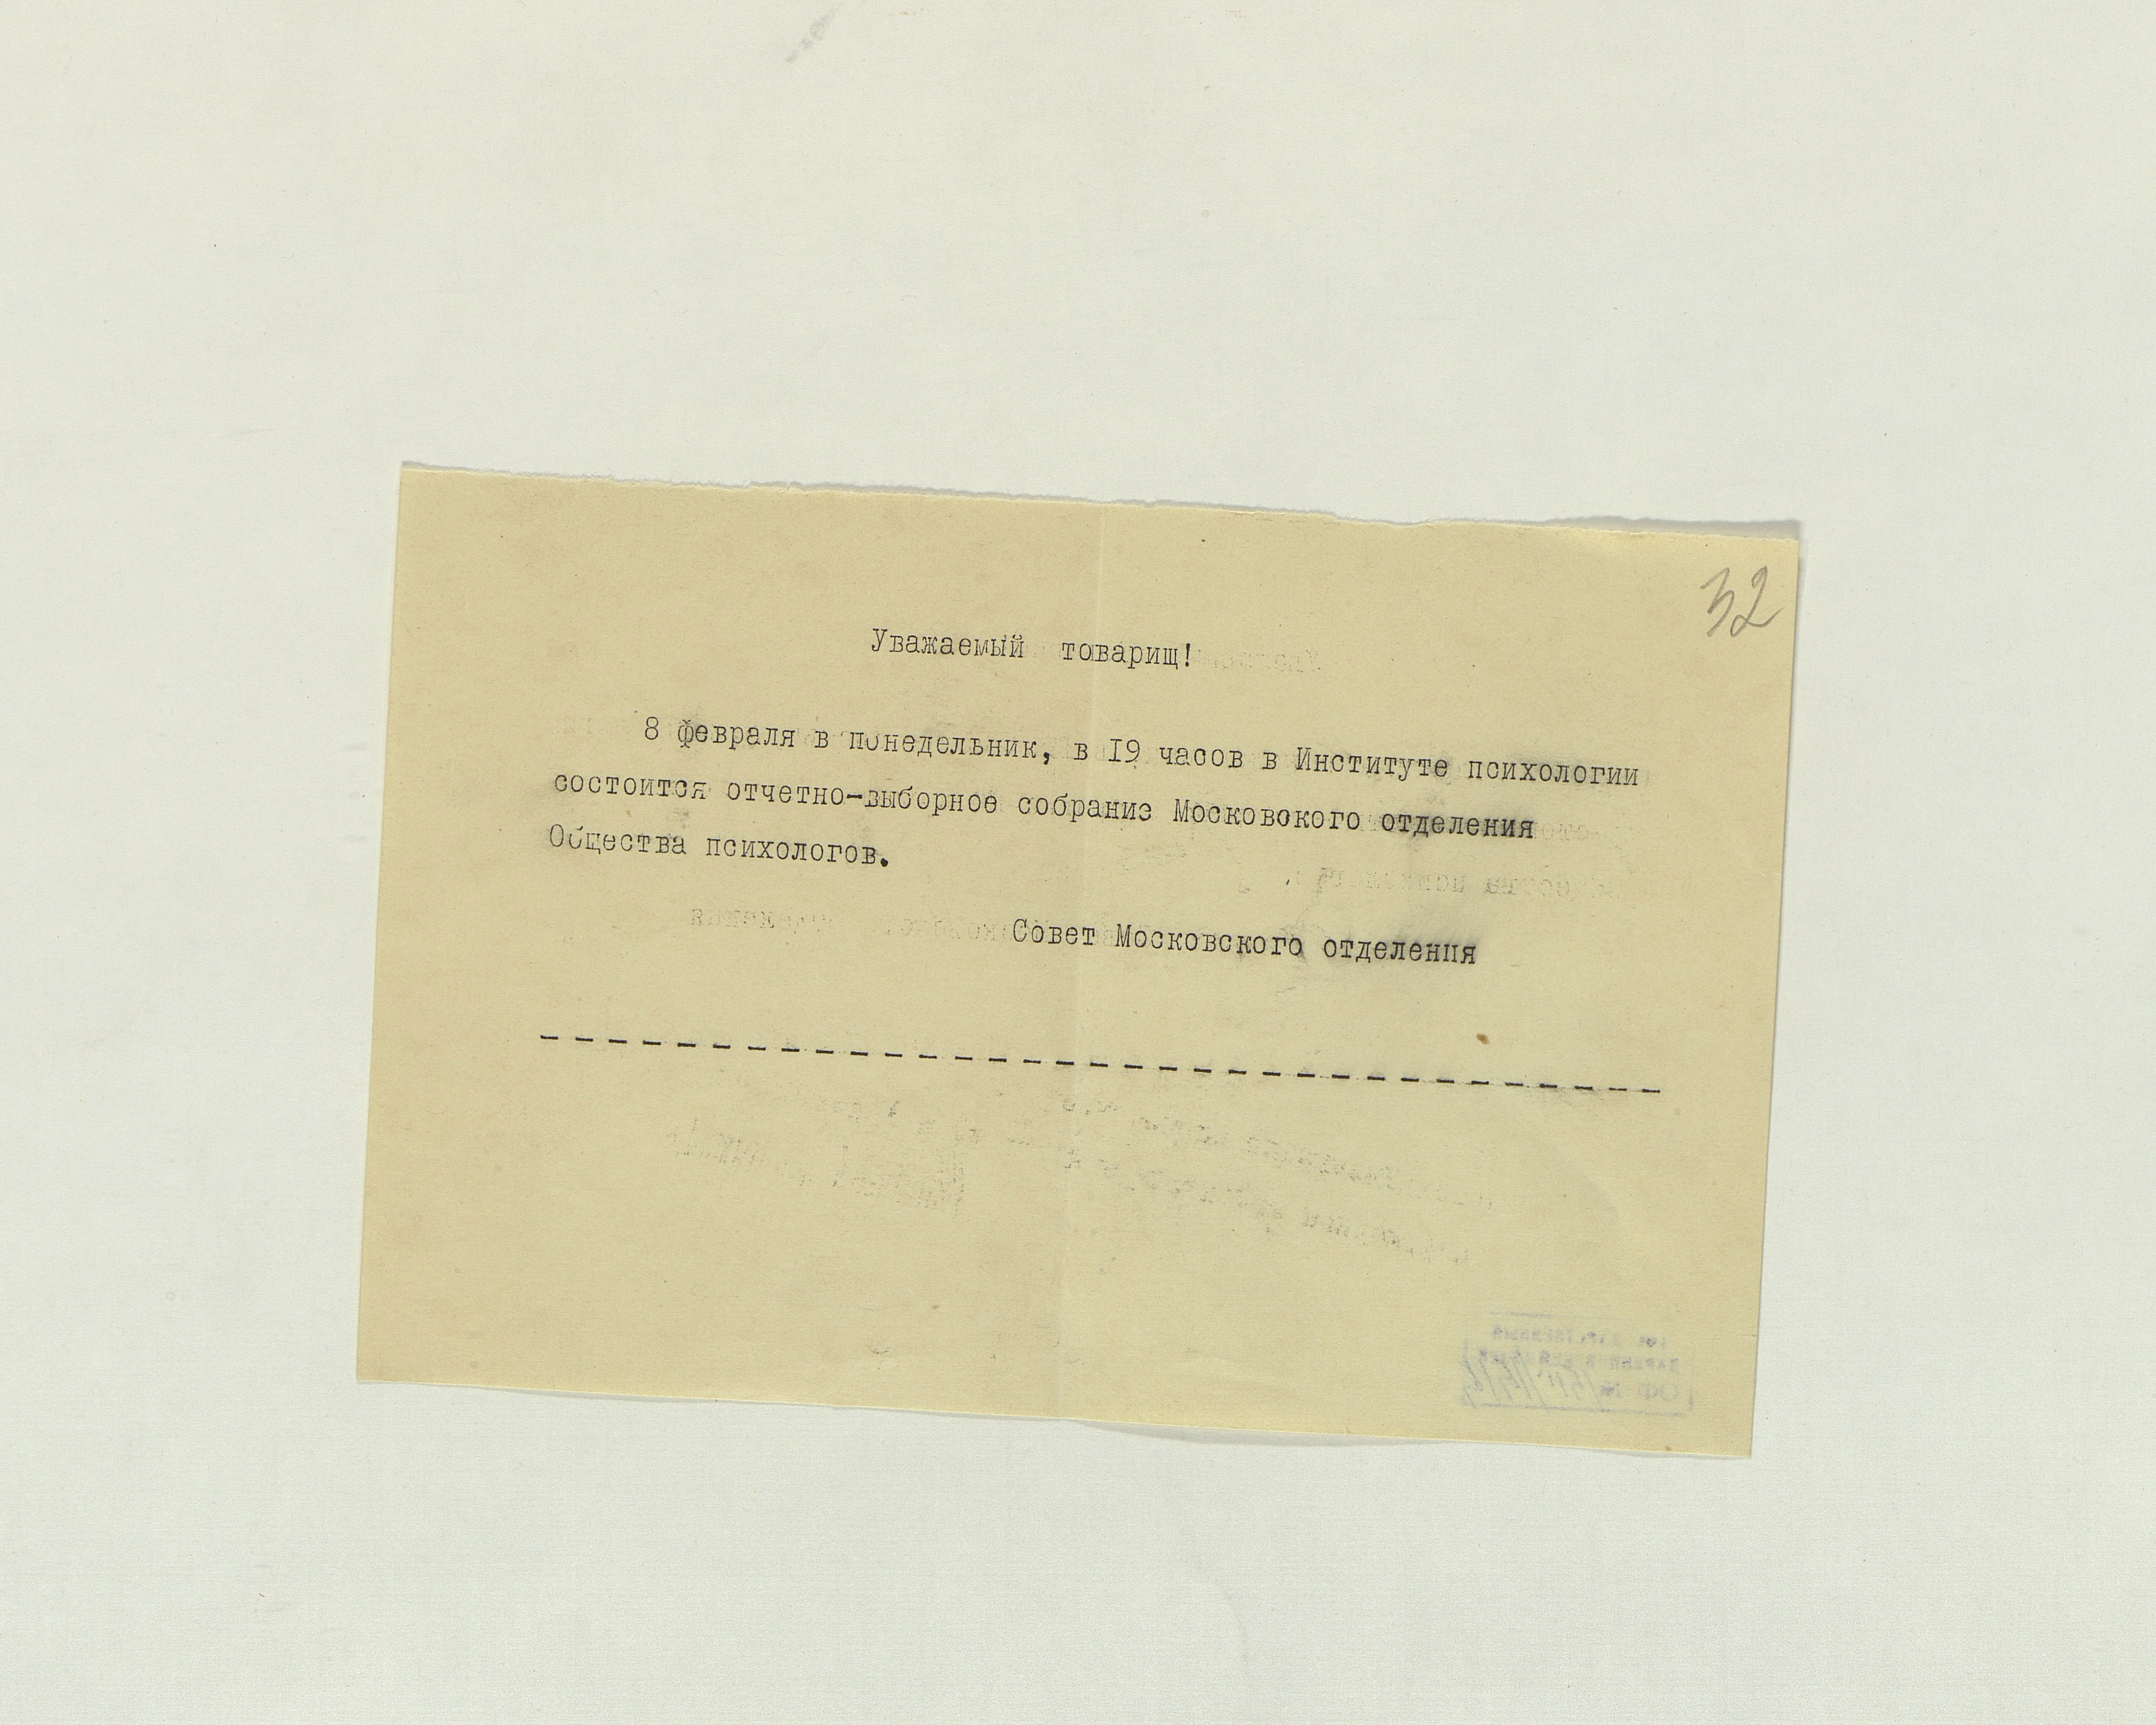 32
Уважаемый товарищ!
8 февраля в понедельник, в I9 часов в Институте психологии
состоится отчетно-выборное собрание Московского отделения
Общества психологов.
Совет Московского отделения